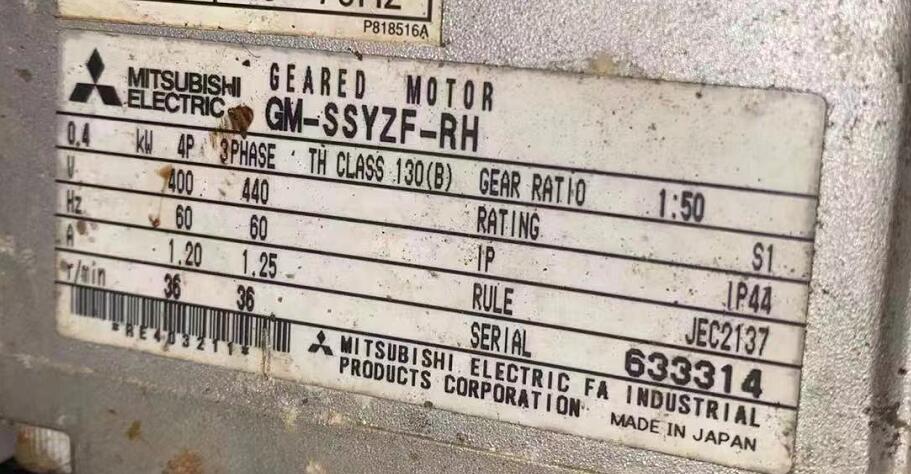 P818516A
MITSUBISHI ELECTRIC
GEARED MOTOR
GM-SSYZF-RH
0.4 kW 4P 3PHASE TH CLASS 130(B) GEAR RATIO 1:50
V 400 440 RATING S1
Hz 60 60 IP IP44
A 1.20 1.25 RULE JEC2137
r/min 36 36 SERIAL 633314
*RE403211*
MITSUBISHI ELECTRIC FA INDUSTRIAL
PRODUCTS CORPORATION
MADE IN JAPAN